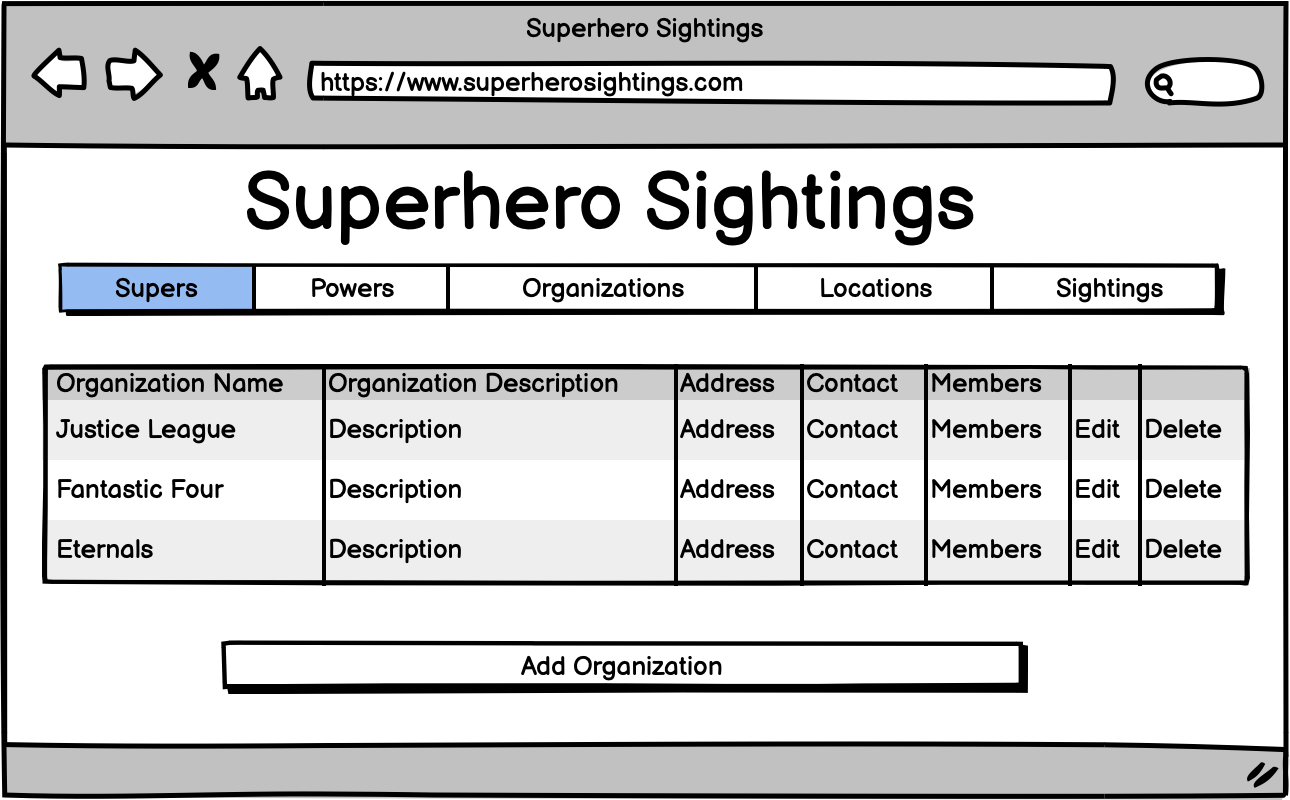 Superhero Sightings
https://www.superherosightings.com
Superhero Sightings
Supers Powers Organizations Locations Sightings
Organization Name Organization Description Address Contact Members
Justice League Description Address Contact Members Edit Delete
Fantastic Four Description Address Contact Members Edit Delete
Eternals Description Address Contact Members Edit Delete
Add Organization